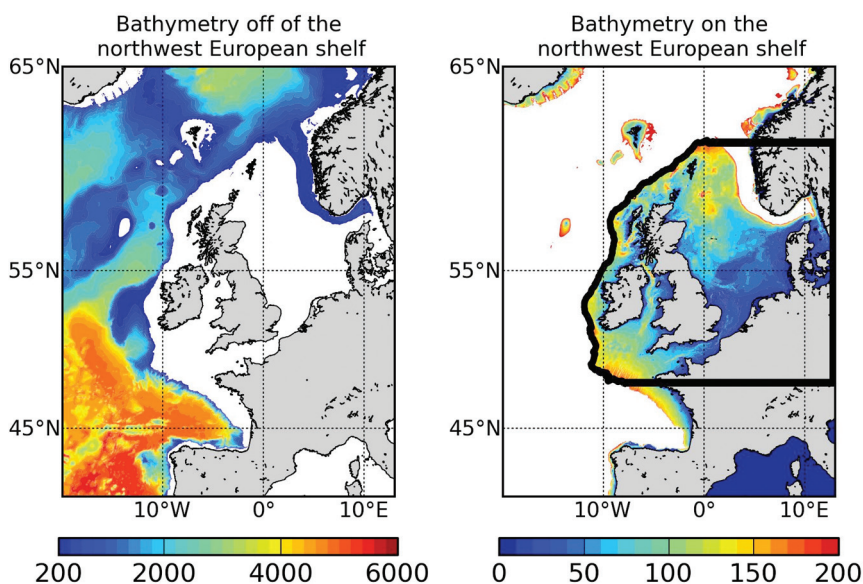 Bathymetry off of the
northwest European shelf
65°N
55°N
45°N
10°W
0°
10°E
200
2000
4000
6000
Bathymetry on the
northwest European shelf
65°N
55°N
45°N
10°W
0°
10°E
0
50
100
150
200